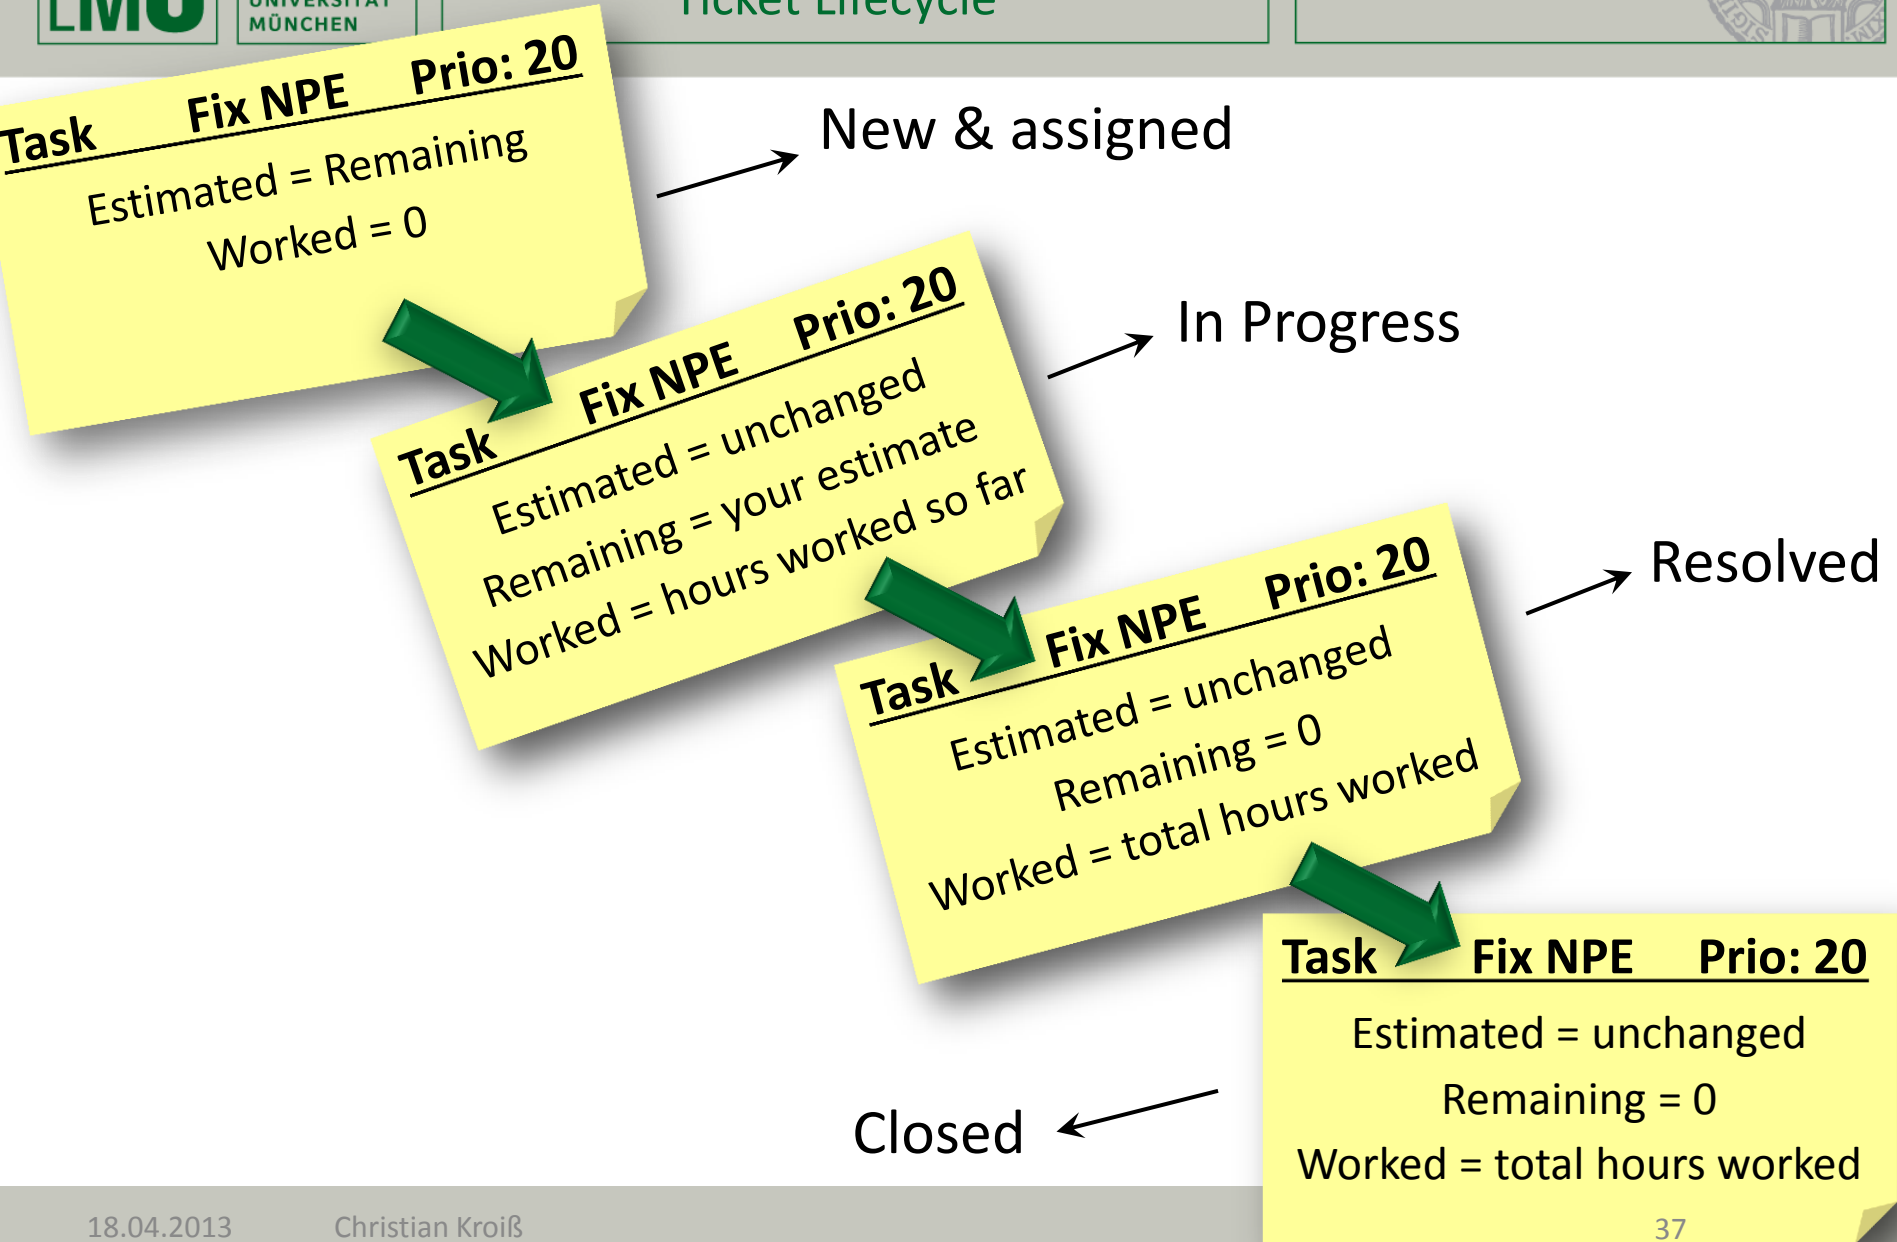 LMU
UNIVERSITÄT
MÜNCHEN
Ticket Lifecycle
Task Fix NPE Prio: 20
Estimated = Remaining
Worked = 0
New & assigned
Task Fix NPE Prio: 20
Estimated = unchanged
Remaining = your estimate
Worked = hours worked so far
In Progress
Task Fix NPE Prio: 20
Estimated = unchanged
Remaining = 0
Worked = total hours worked
Resolved
Task Fix NPE Prio: 20
Estimated = unchanged
Remaining = 0
Worked = total hours worked
Closed
18.04.2013 Christian Kroiß 37